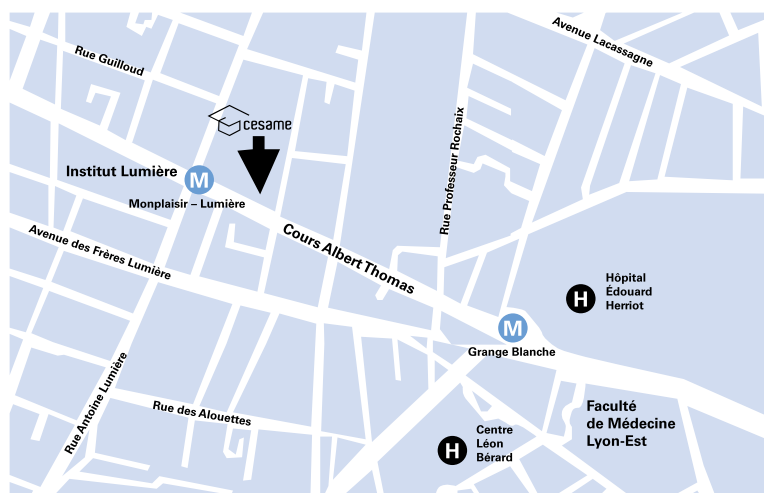 Avenue Lacassagne
Rue Guilloud
cesame
Rue Professeur Rochaix
Institut Lumière
M
Monplaisir – Lumière
Avenue des Frères Lumière
Cours Albert Thomas
H
Hôpital
Édouard
Herriot
M
Grange Blanche
Rue Antoine Lumière
Rue des Alouettes
Faculté
de Médecine
Lyon-Est
H
Centre
Léon
Bérard